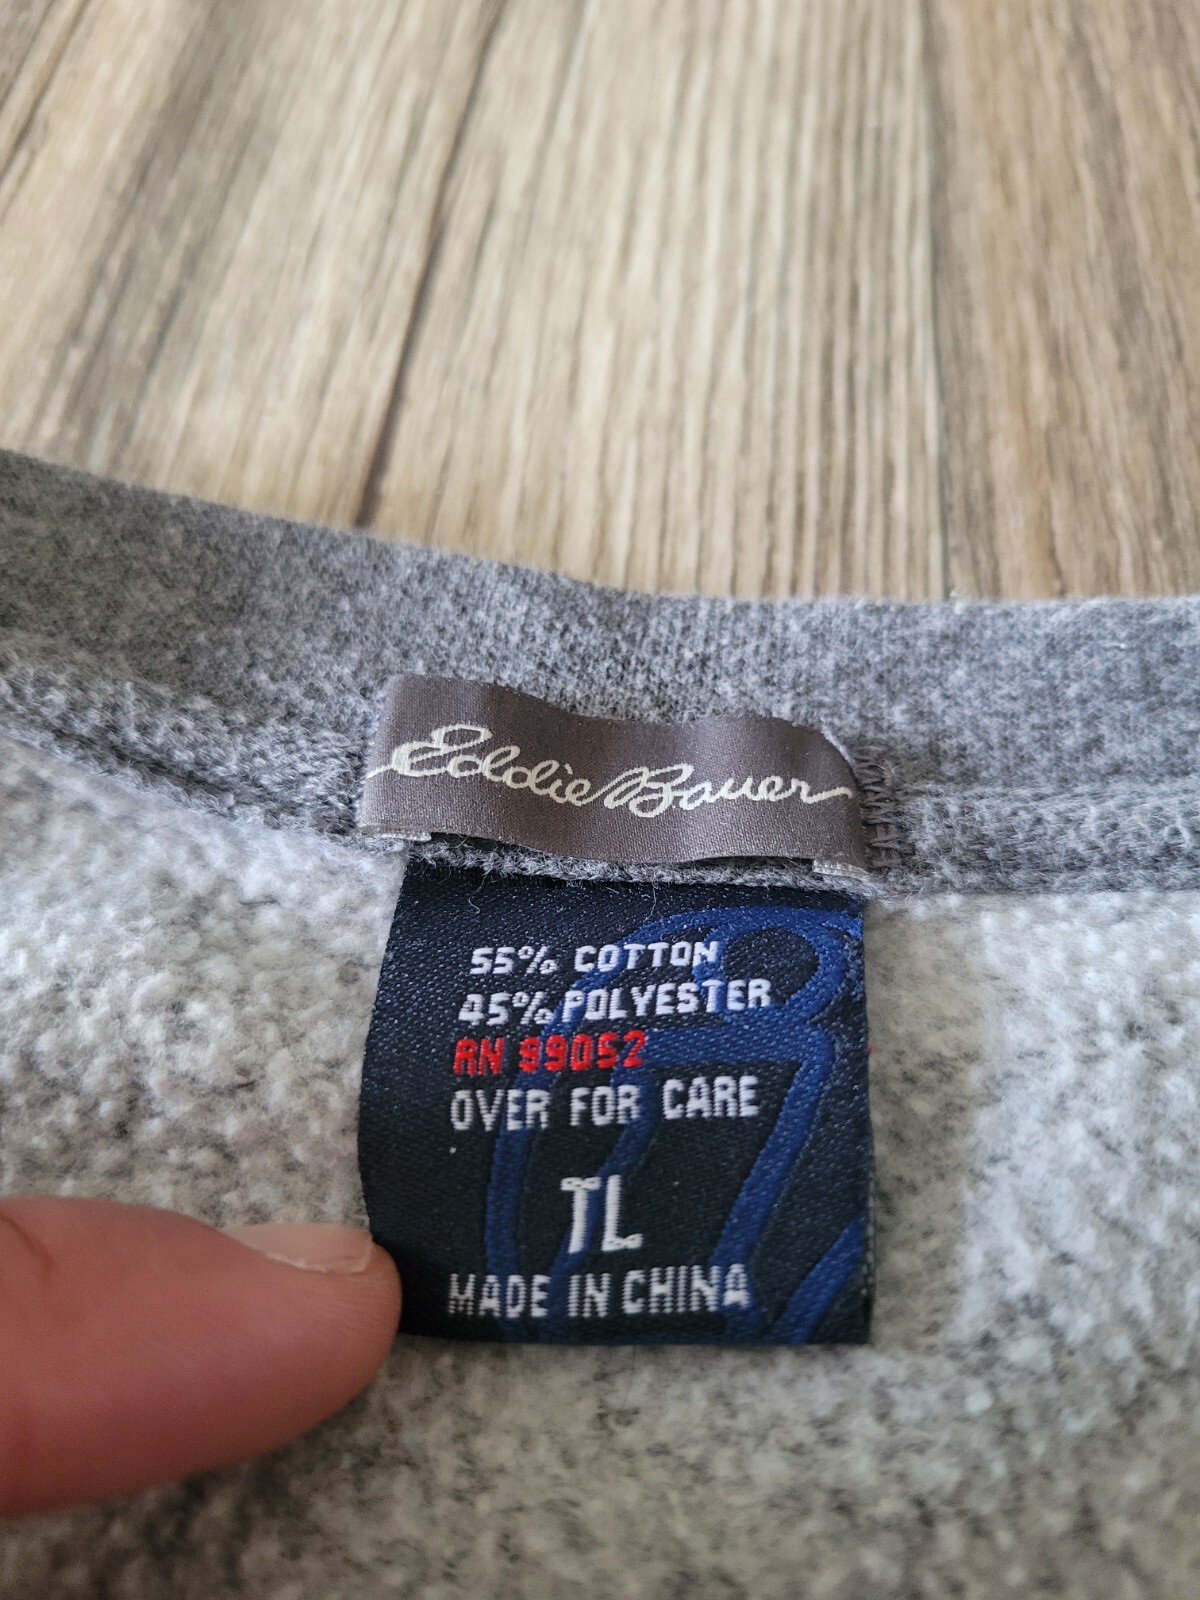 Eddie Bauer
55% COTTON
45% POLYESTER
RN 99052
OVER FOR CARE
TL
MADE IN CHINA